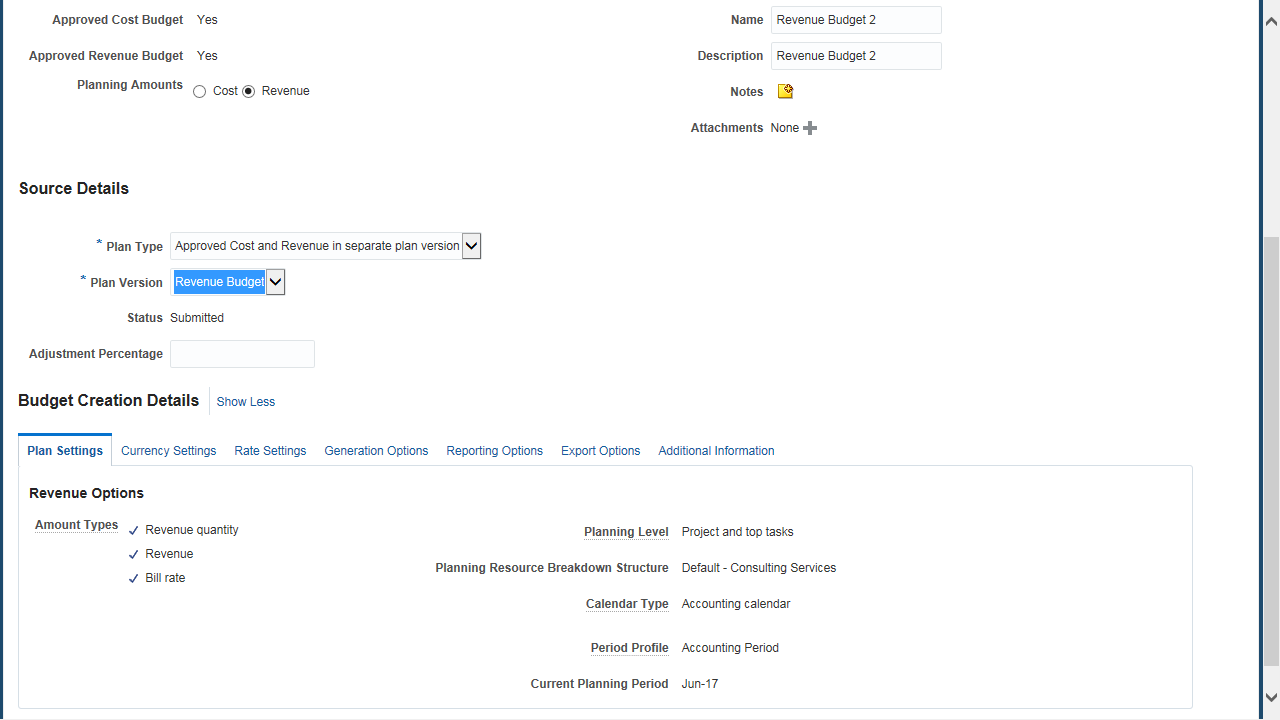 Approved Cost Budget Yes
Name Revenue Budget 2
Approved Revenue Budget Yes
Description Revenue Budget 2
Planning Amounts Cost Revenue
Notes
Attachments None
Source Details
* Plan Type Approved Cost and Revenue in separate plan version
* Plan Version Revenue Budget
Status Submitted
Adjustment Percentage
Budget Creation Details Show Less
Plan Settings Currency Settings Rate Settings Generation Options Reporting Options Export Options Additional Information
Revenue Options
Amount Types Revenue quantity
Revenue
Bill rate
Planning Level Project and top tasks
Planning Resource Breakdown Structure Default - Consulting Services
Calendar Type Accounting calendar
Period Profile Accounting Period
Current Planning Period Jun-17